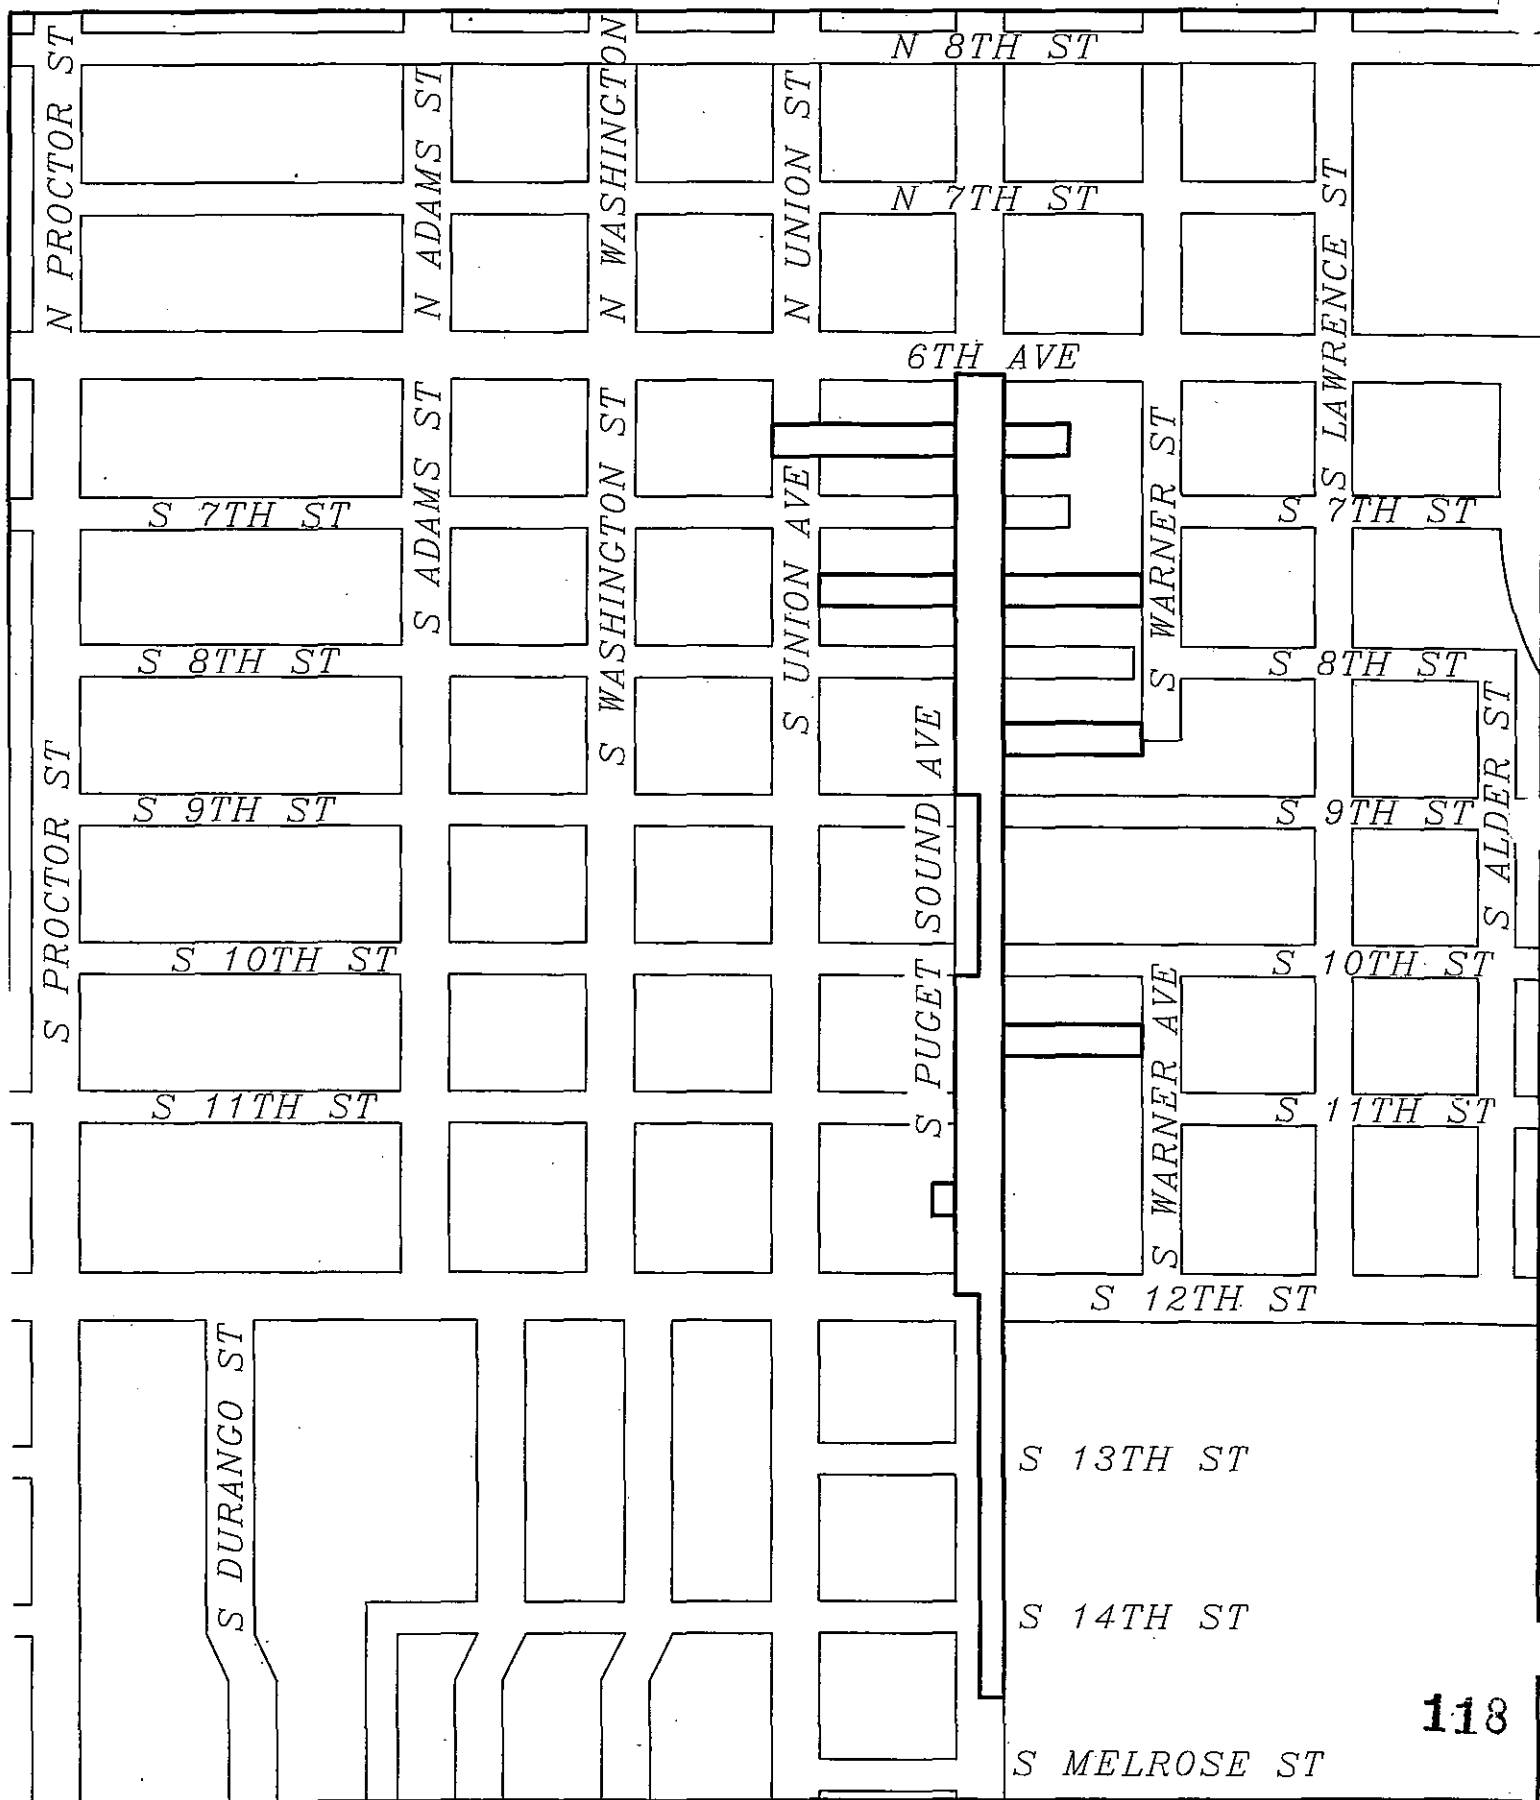 N 8TH ST
N PROCTOR ST
N ADAMS ST
N WASHINGTON
N UNION ST
N 7TH ST
S LAWRENCE ST
6TH AVE
S ADAMS ST
S WASHINGTON ST
S UNION AVE
S WARNER ST
S 7TH ST
S 7TH ST
S 8TH ST
S 8TH ST
S PROCTOR ST
S PUGET SOUND AVE
S ALDER ST
S 9TH ST
S 9TH ST
S 10TH ST
S 10TH ST
S WARNER AVE
S 11TH ST
S 11TH ST
S 12TH ST
S DURANGO ST
S 13TH ST
S 14TH ST
118
S MELROSE ST